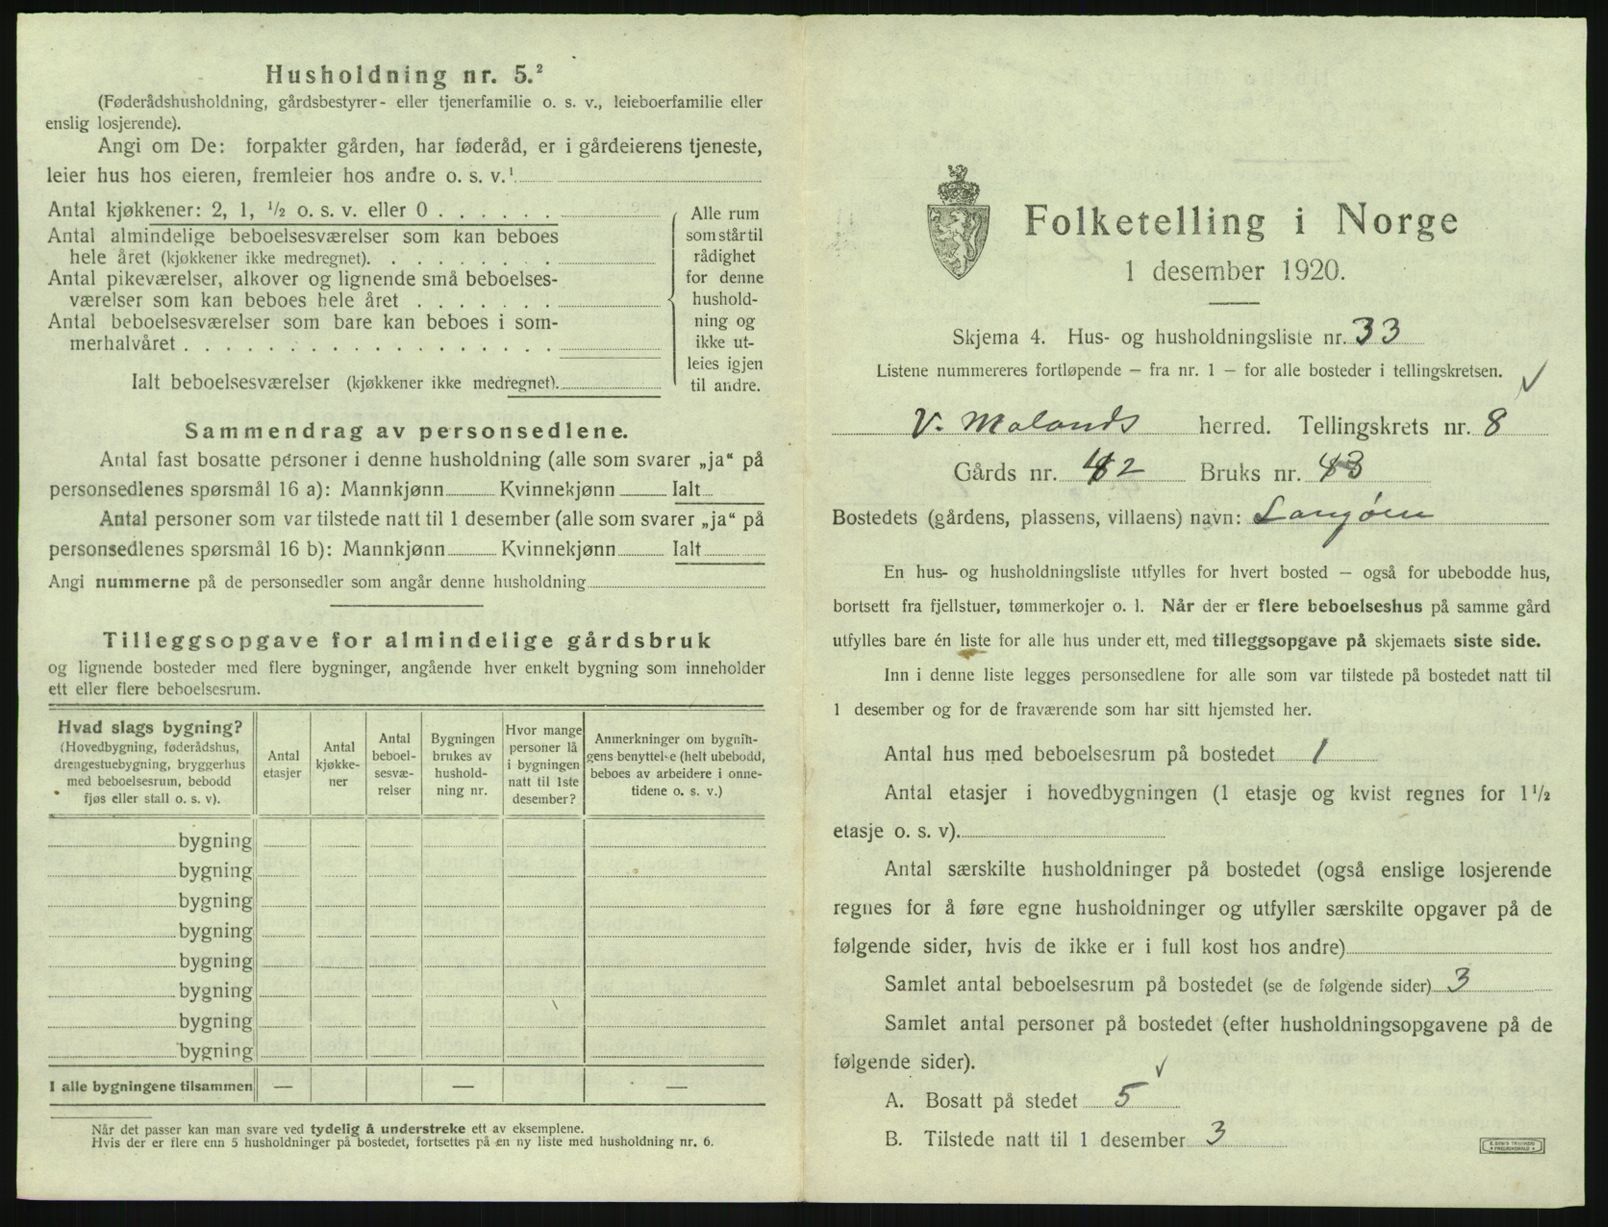 Husholdning nr. 5.²
(Føderådshusholdning, gårdsbestyrer- eller tjenerfamilie o. s. v., leieboerfamilie eller
enslig losjerende).
Angi om De: forpakter gården, har føderåd, er i gårdeierens tjeneste,
leier hus hos eieren, fremleier hos andre o. s. v.¹
Antal kjøkkener: 2, 1, ½ o. s. v. eller 0
Antal almindelige beboelsesværelser som kan beboes
hele året (kjøkkener ikke medregnet).
Antal pikeværelser, alkover og lignende små beboelses-
værelser som kan beboes hele året
Antal beboelsesværelser som bare kan beboes i som-
merhalvåret
Ialt beboelsesværelser (kjøkkener ikke medregnet).
Alle rum
som står til
rådighet
for denne
hushold-
ning og
ikke ut-
leies igjen
til andre.
Sammendrag av personsedlene.
Antal fast bosatte personer i denne husholdning (alle som svarer „ja“ på
personsedlenes spørsmål 16 a): Mannkjønn Kvinnekjønn Ialt
Antal personer som var tilstede natt til 1 desember (alle som svarer „ja“ på
personsedlenes spørsmål 16 b): Mannkjønn Kvinnekjønn Ialt
Angi nummerne på de personsedler som angår denne husholdning
Tilleggsopgave for almindelige gårdsbruk
og lignende bosteder med flere bygninger, angående hver enkelt bygning som inneholder
ett eller flere beboelsesrum.
Hvad slags bygning?
(Hovedbygning, føderådshus,
drengestuebygning, bryggerhus
med beboelsesrum, bebodd
fjøs eller stall o. s. v).
Antal
etasjer
Antal
kjøkke-
ner
Antal
beboel-
sesvæ-
relser
Bygningen
brukes av
hushold-
ning nr.
Hvor mange
personer lå
i bygningen
natt til 1ste
desember?
Anmerkninger om bygnin-
gens benyttelse (helt ubebodd,
beboes av arbeidere i onne-
tidene o. s. v.)
bygning
bygning
bygning
bygning
bygning
bygning
bygning
bygning
I alle bygningene tilsammen — — —
Når det passer kan man svare ved tydelig å understreke ett av eksemplene.
Hvis der er flere enn 5 husholdninger på bostedet, fortsettes på en ny liste med husholdning nr. 6.
Folketelling i Norge
1 desember 1920.
Skjema 4. Hus- og husholdningsliste nr. 33
Listene nummereres fortløpende – fra nr. 1 – for alle bosteder i tellingskretsen.
V. Molands herred. Tellingskrets nr. 8
Gårds nr. 42 Bruks nr. 43
Bostedets (gårdens, plassens, villaens) navn: Langøen
En hus- og husholdningsliste utfylles for hvert bosted – også for ubebodde hus,
bortsett fra fjellstuer, tømmerkojer o. l. Når der er flere beboelseshus på samme gård
utfylles bare én liste for alle hus under ett, med tilleggsopgave på skjemaets siste side.
Inn i denne liste legges personsedlene for alle som var tilstede på bostedet natt til
1 desember og for de fraværende som har sitt hjemsted her.
Antal hus med beboelsesrum på bostedet 1
Antal etasjer i hovedbygningen (1 etasje og kvist regnes for 1 ½
etasje o. s. v).
Antal særskilte husholdninger på bostedet (også enslige losjerende
regnes for å føre egne husholdninger og utfyller særskilte opgaver på de
følgende sider, hvis de ikke er i full kost hos andre)
Samlet antal beboelsesrum på bostedet (se de følgende sider) 3
Samlet antal personer på bostedet (efter husholdningsopgavene på de
følgende sider).
A. Bosatt på stedet 5
B. Tilstede natt til 1 desember 3